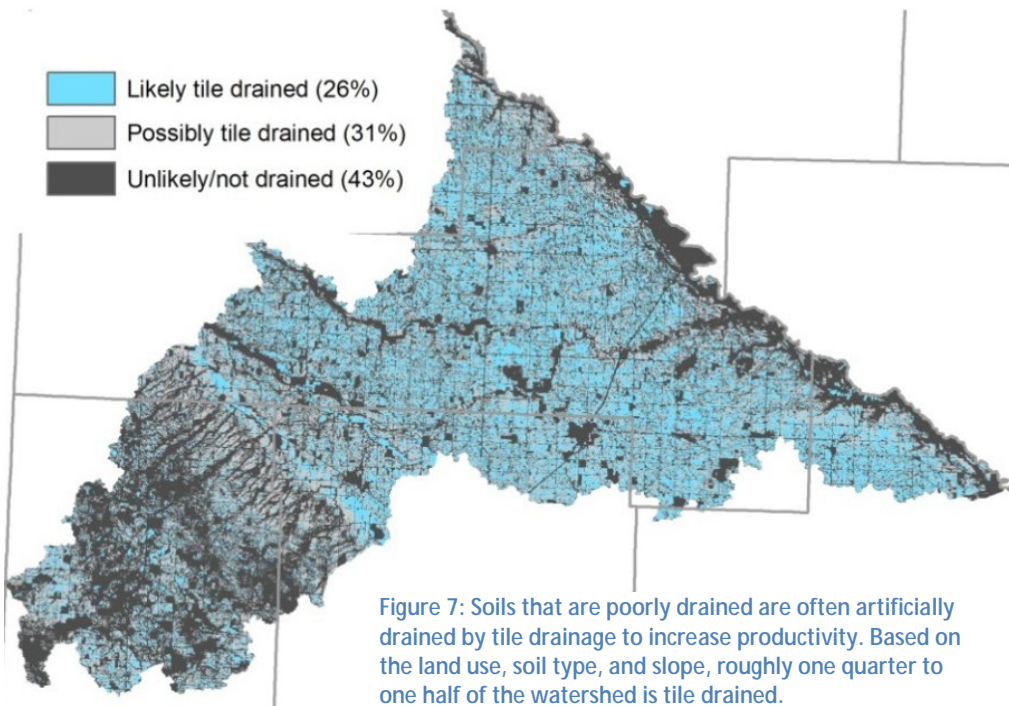 Likely tile drained (26%)
Possibly tile drained (31%)
Unlikely/not drained (43%)
Figure 7: Soils that are poorly drained are often artificially
drained by tile drainage to increase productivity. Based on
the land use, soil type, and slope, roughly one quarter to
one half of the watershed is tile drained.